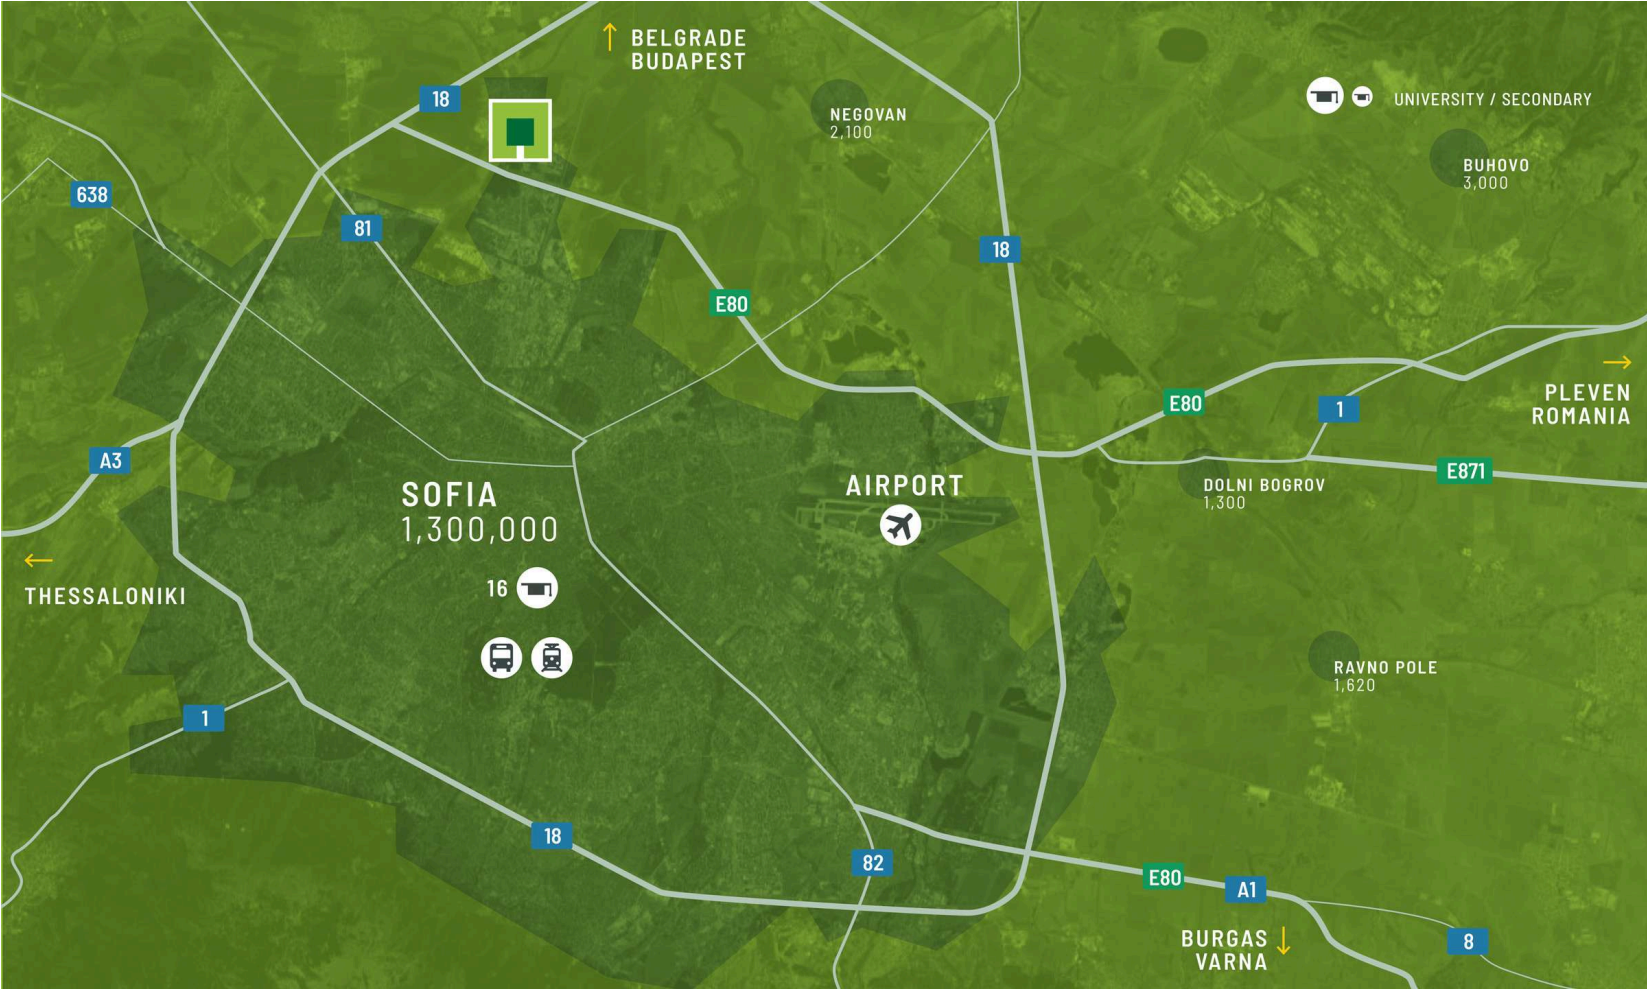 BELGRADE
BUDAPEST
18
NEGOVAN
2,100
UNIVERSITY / SECONDARY
BUHOVO
3,000
638
81
18
E80
E80
1
PLEVEN
ROMANIA
A3
E871
SOFIA
1,300,000
AIRPORT
DOLNI BOGROV
1,300
THESSALONIKI
16
RAVNO POLE
1,620
1
18
82
E80
A1
BURGAS
VARNA
8